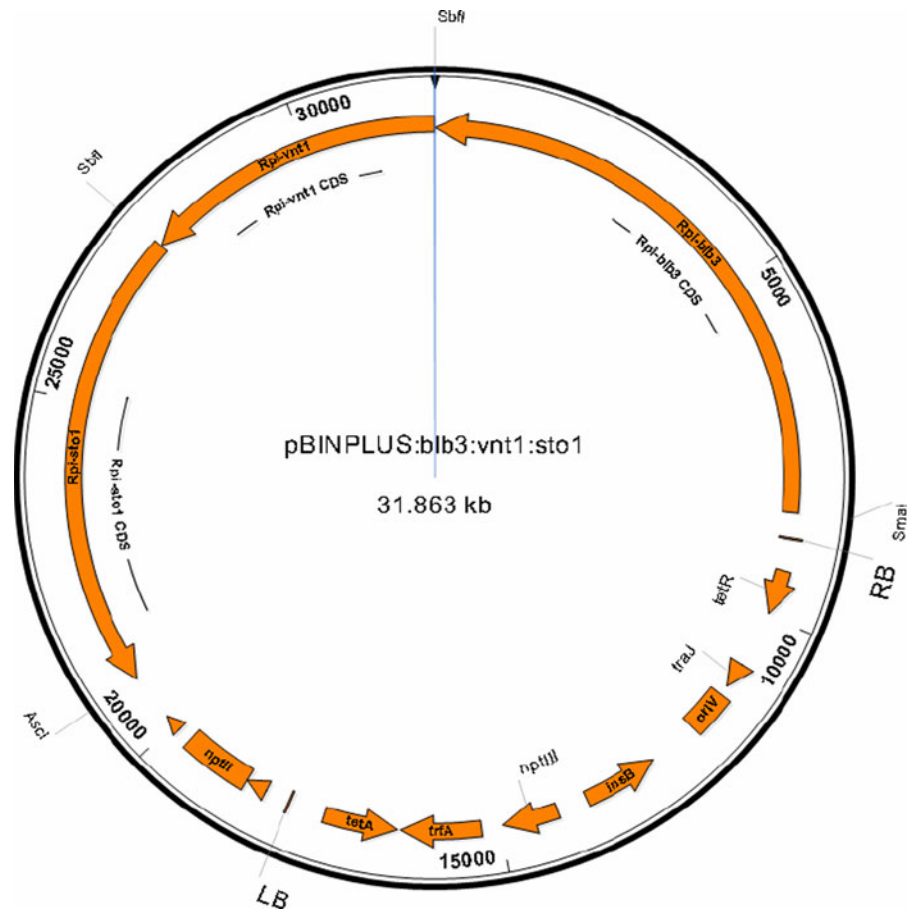 SbfI
30000
Rpi-vnt1
SbfI
Rpi-vnt1 CDS
Rpi-blb3
Rpi-blb3 CDS
5000
25000
pBINPLUS:blb3:vnt1:sto1
Rpi-sto1
Rpi-sto1 CDS
31.863 kb
SmaI
RB
tetR
10000
traJ
oriV
AscI
20000
nptII
nptIII
insB
tetA
trfA
15000
LB